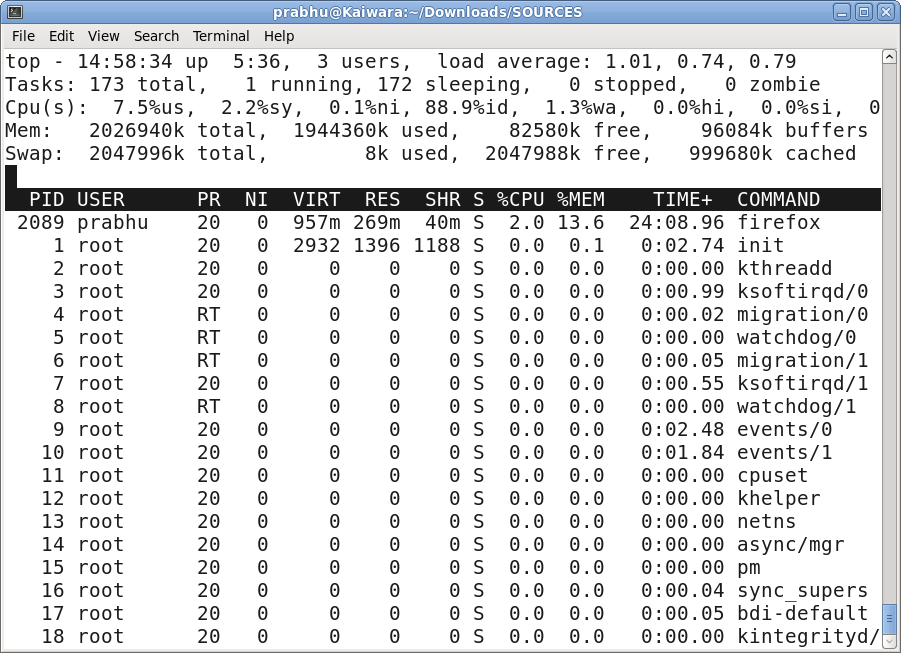 prabhu@Kaiwara:~/Downloads/SOURCES
File Edit View Search Terminal Help
top - 14:58:34 up  5:36,  3 users,  load average: 1.01, 0.74, 0.79
Tasks: 173 total,   1 running, 172 sleeping,   0 stopped,   0 zombie
Cpu(s):  7.5%us,  2.2%sy,  0.1%ni, 88.9%id,  1.3%wa,  0.0%hi,  0.0%si,  0
Mem:   2026940k total,  1944360k used,    82580k free,    96084k buffers
Swap:  2047996k total,        8k used,  2047988k free,   999680k cached
  PID USER      PR  NI  VIRT  RES  SHR S %CPU %MEM    TIME+  COMMAND
 2089 prabhu    20   0  957m 269m  40m S  2.0 13.6  24:08.96 firefox
    1 root      20   0  2932 1396 1188 S  0.0  0.1   0:02.74 init
    2 root      20   0     0    0    0 S  0.0  0.0   0:00.00 kthreadd
    3 root      20   0     0    0    0 S  0.0  0.0   0:00.99 ksoftirqd/0
    4 root      RT   0     0    0    0 S  0.0  0.0   0:00.02 migration/0
    5 root      RT   0     0    0    0 S  0.0  0.0   0:00.00 watchdog/0
    6 root      RT   0     0    0    0 S  0.0  0.0   0:00.05 migration/1
    7 root      20   0     0    0    0 S  0.0  0.0   0:00.55 ksoftirqd/1
    8 root      RT   0     0    0    0 S  0.0  0.0   0:00.00 watchdog/1
    9 root      20   0     0    0    0 S  0.0  0.0   0:02.48 events/0
   10 root      20   0     0    0    0 S  0.0  0.0   0:01.84 events/1
   11 root      20   0     0    0    0 S  0.0  0.0   0:00.00 cpuset
   12 root      20   0     0    0    0 S  0.0  0.0   0:00.00 khelper
   13 root      20   0     0    0    0 S  0.0  0.0   0:00.00 netns
   14 root      20   0     0    0    0 S  0.0  0.0   0:00.00 async/mgr
   15 root      20   0     0    0    0 S  0.0  0.0   0:00.00 pm
   16 root      20   0     0    0    0 S  0.0  0.0   0:00.04 sync_supers
   17 root      20   0     0    0    0 S  0.0  0.0   0:00.05 bdi-default
   18 root      20   0     0    0    0 S  0.0  0.0   0:00.00 kintegrityd/